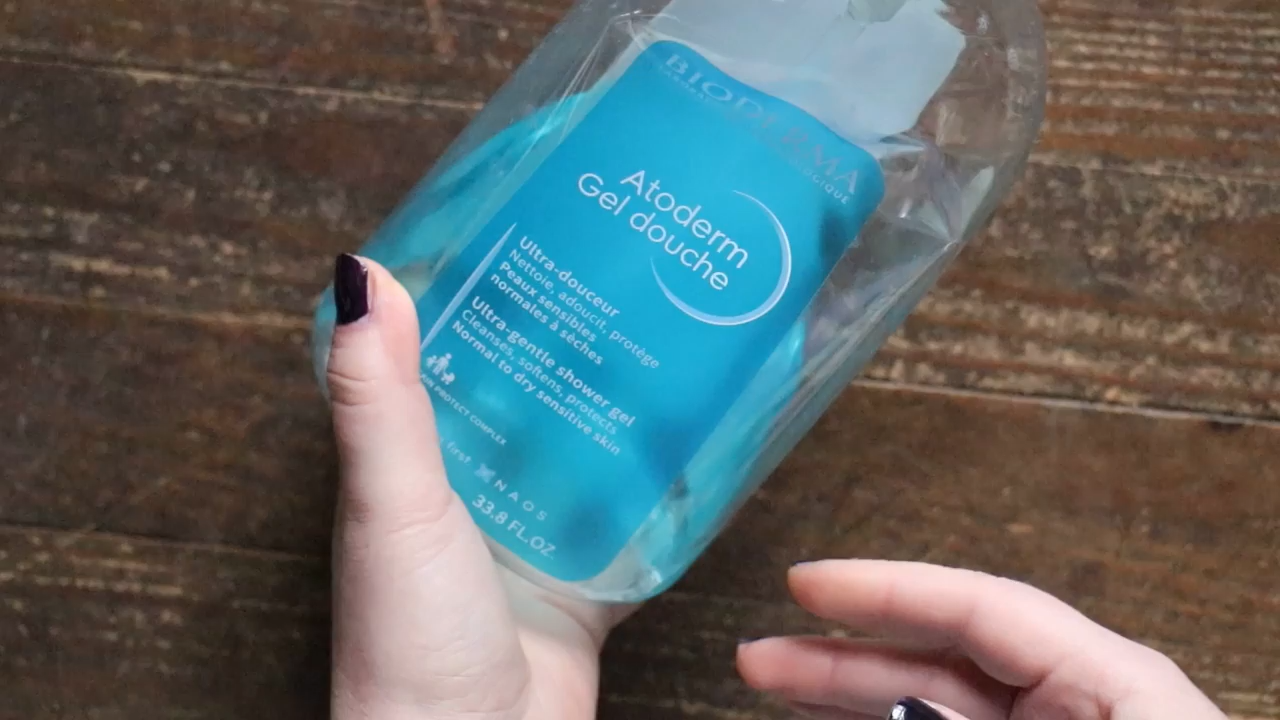 BIODERMA
Atoderm
Gel douche
Ultra-douceur
Nettoie, adoucit, protège
Peaux sensibles
normales à sèches
Ultra-gentle shower gel
Cleanses, softens, protects
Normal to dry sensitive skin
PROTECT COMPLEX
first
NAOS
33.8 FL.OZ.